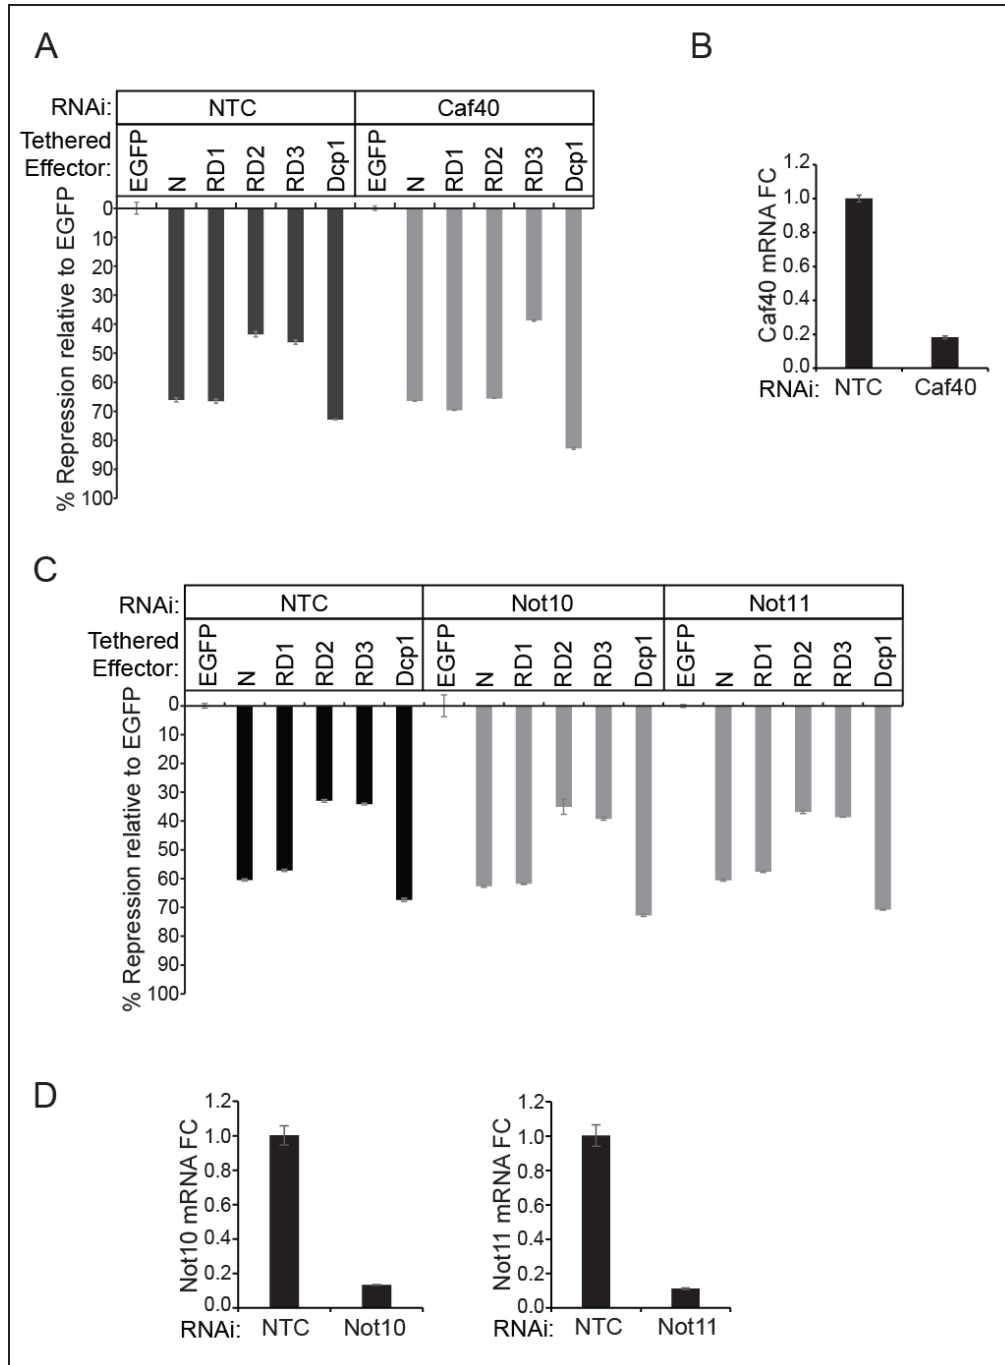 A
RNAi: NTC Caf40
Tethered
Effector: EGFP N RD1 RD2 RD3 Dcp1 EGFP N RD1 RD2 RD3 Dcp1
% Repression relative to EGFP
0
10
20
30
40
50
60
70
80
90
100
B
Caf40 mRNA FC
1.2
1.0
0.8
0.6
0.4
0.2
0.0
RNAi: NTC Caf40
C
RNAi: NTC Not10 Not11
Tethered
Effector: EGFP N RD1 RD2 RD3 Dcp1 EGFP N RD1 RD2 RD3 Dcp1 EGFP N RD1 RD2 RD3 Dcp1
% Repression relative to EGFP
0
10
20
30
40
50
60
70
80
90
100
D
Not10 mRNA FC
1.2
1.0
0.8
0.6
0.4
0.2
0.0
RNAi: NTC Not10
Not11 mRNA FC
1.2
1.0
0.8
0.6
0.4
0.2
0.0
RNAi: NTC Not11